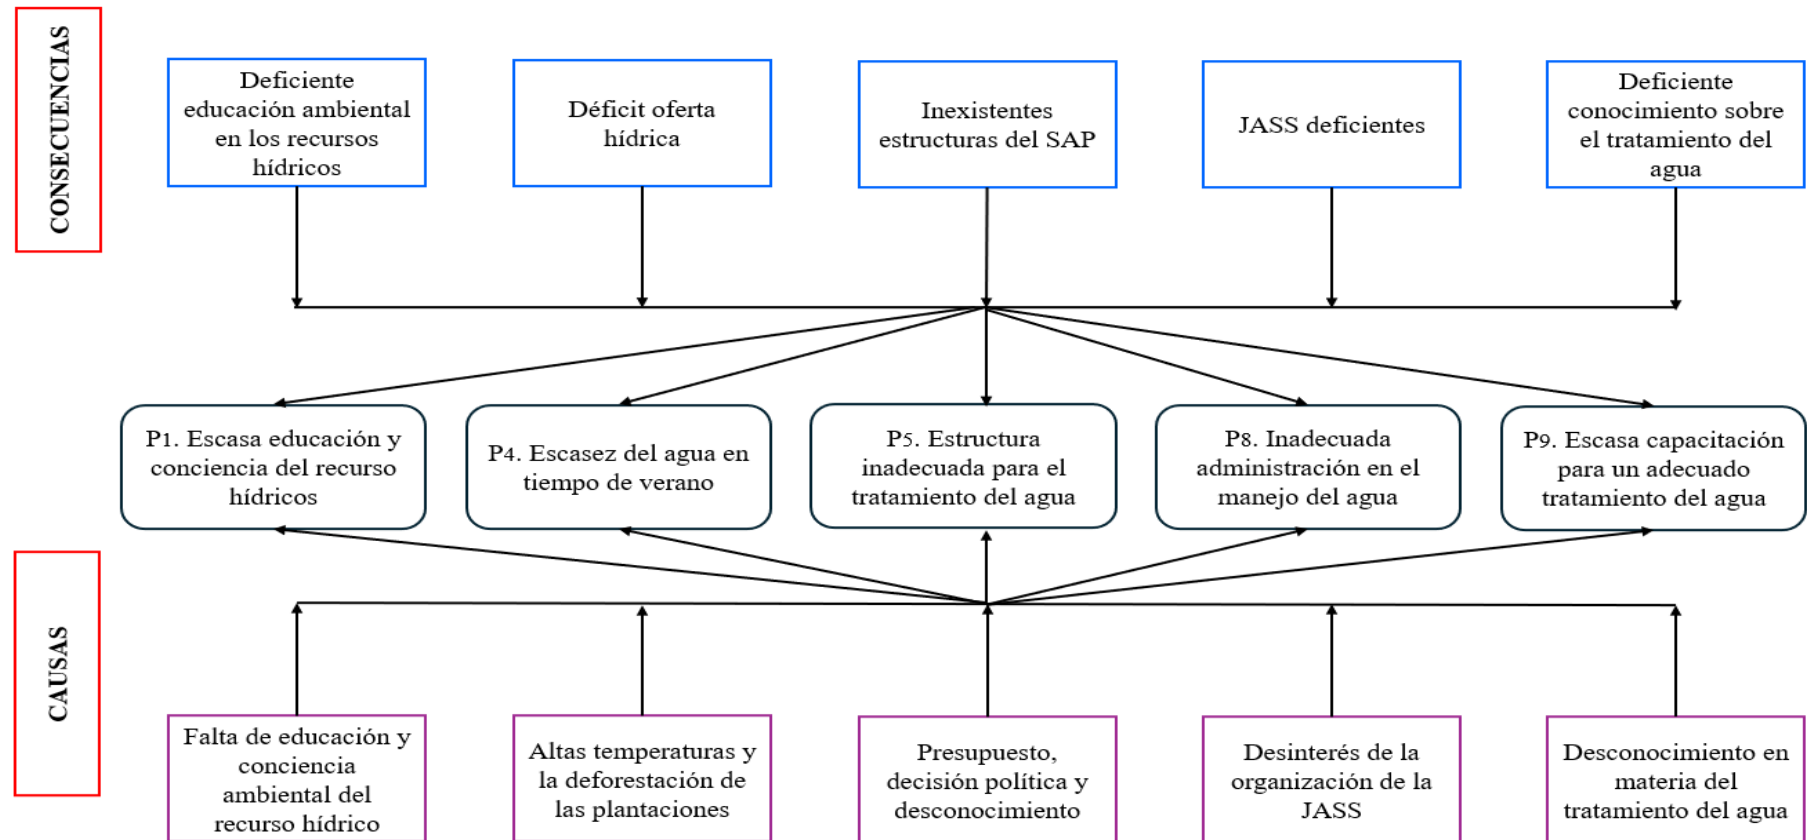 CONSECUENCIAS
Deficiente
educación ambiental
en los recursos
hídricos
Déficit oferta
hídrica
Inexistentes
estructuras del SAP
JASS deficientes
Deficiente
conocimiento sobre
el tratamiento del
agua
P1. Escasa educación y
conciencia del recurso
hídricos
P4. Escasez del agua en
tiempo de verano
P5. Estructura
inadecuada para el
tratamiento del agua
P8. Inadecuada
administración en el
manejo del agua
P9. Escasa capacitación
para un adecuado
tratamiento del agua
CAUSAS
Falta de educación y
conciencia
ambiental del
recurso hídrico
Altas temperaturas y
la deforestación de
las plantaciones
Presupuesto,
decisión política y
desconocimiento
Desinterés de la
organización de la
JASS
Desconocimiento en
materia del
tratamiento del agua